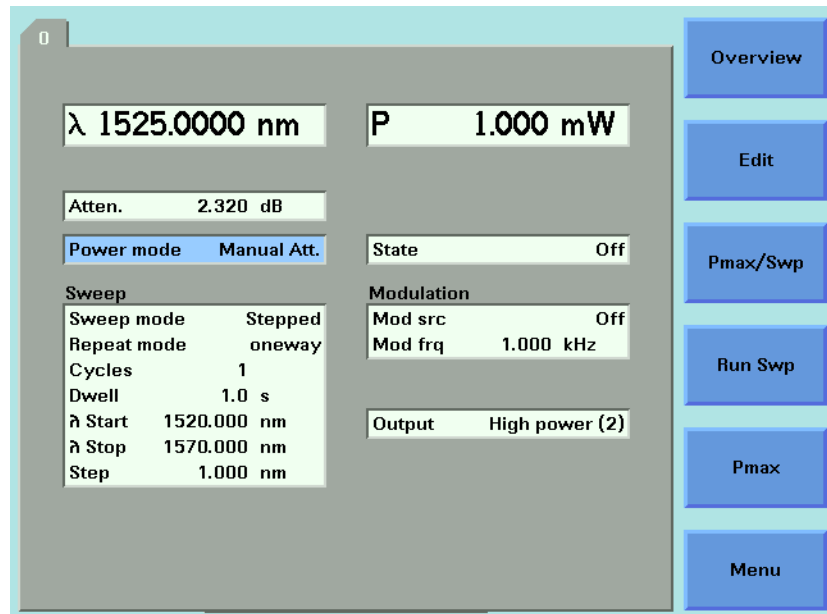 0
λ 1525.0000 nm
P 1.000 mW
Atten. 2.320 dB
Power mode Manual Att.
State Off
Sweep
Sweep mode Stepped
Repeat mode oneway
Cycles 1
Dwell 1.0 s
λ Start 1520.000 nm
λ Stop 1570.000 nm
Step 1.000 nm
Modulation
Mod src Off
Mod frq 1.000 kHz
Output High power (2)
Overview
Edit
Pmax/Swp
Run Swp
Pmax
Menu